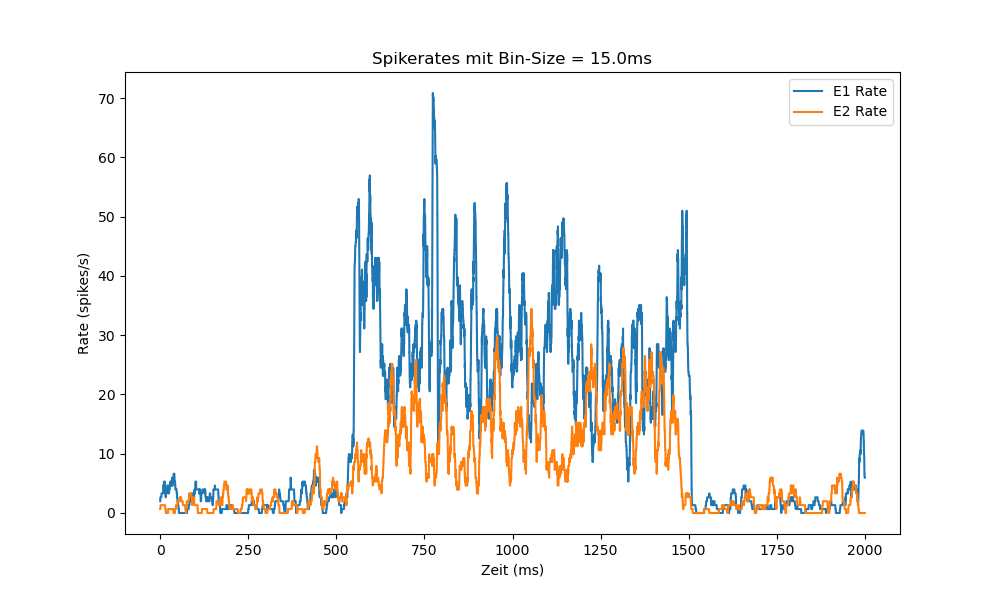 Spikerates mit Bin-Size = 15.0ms
E1 Rate
E2 Rate
70
60
50
40
30
20
10
0
Rate (spikes/s)
0 250 500 750 1000 1250 1500 1750 2000
Zeit (ms)